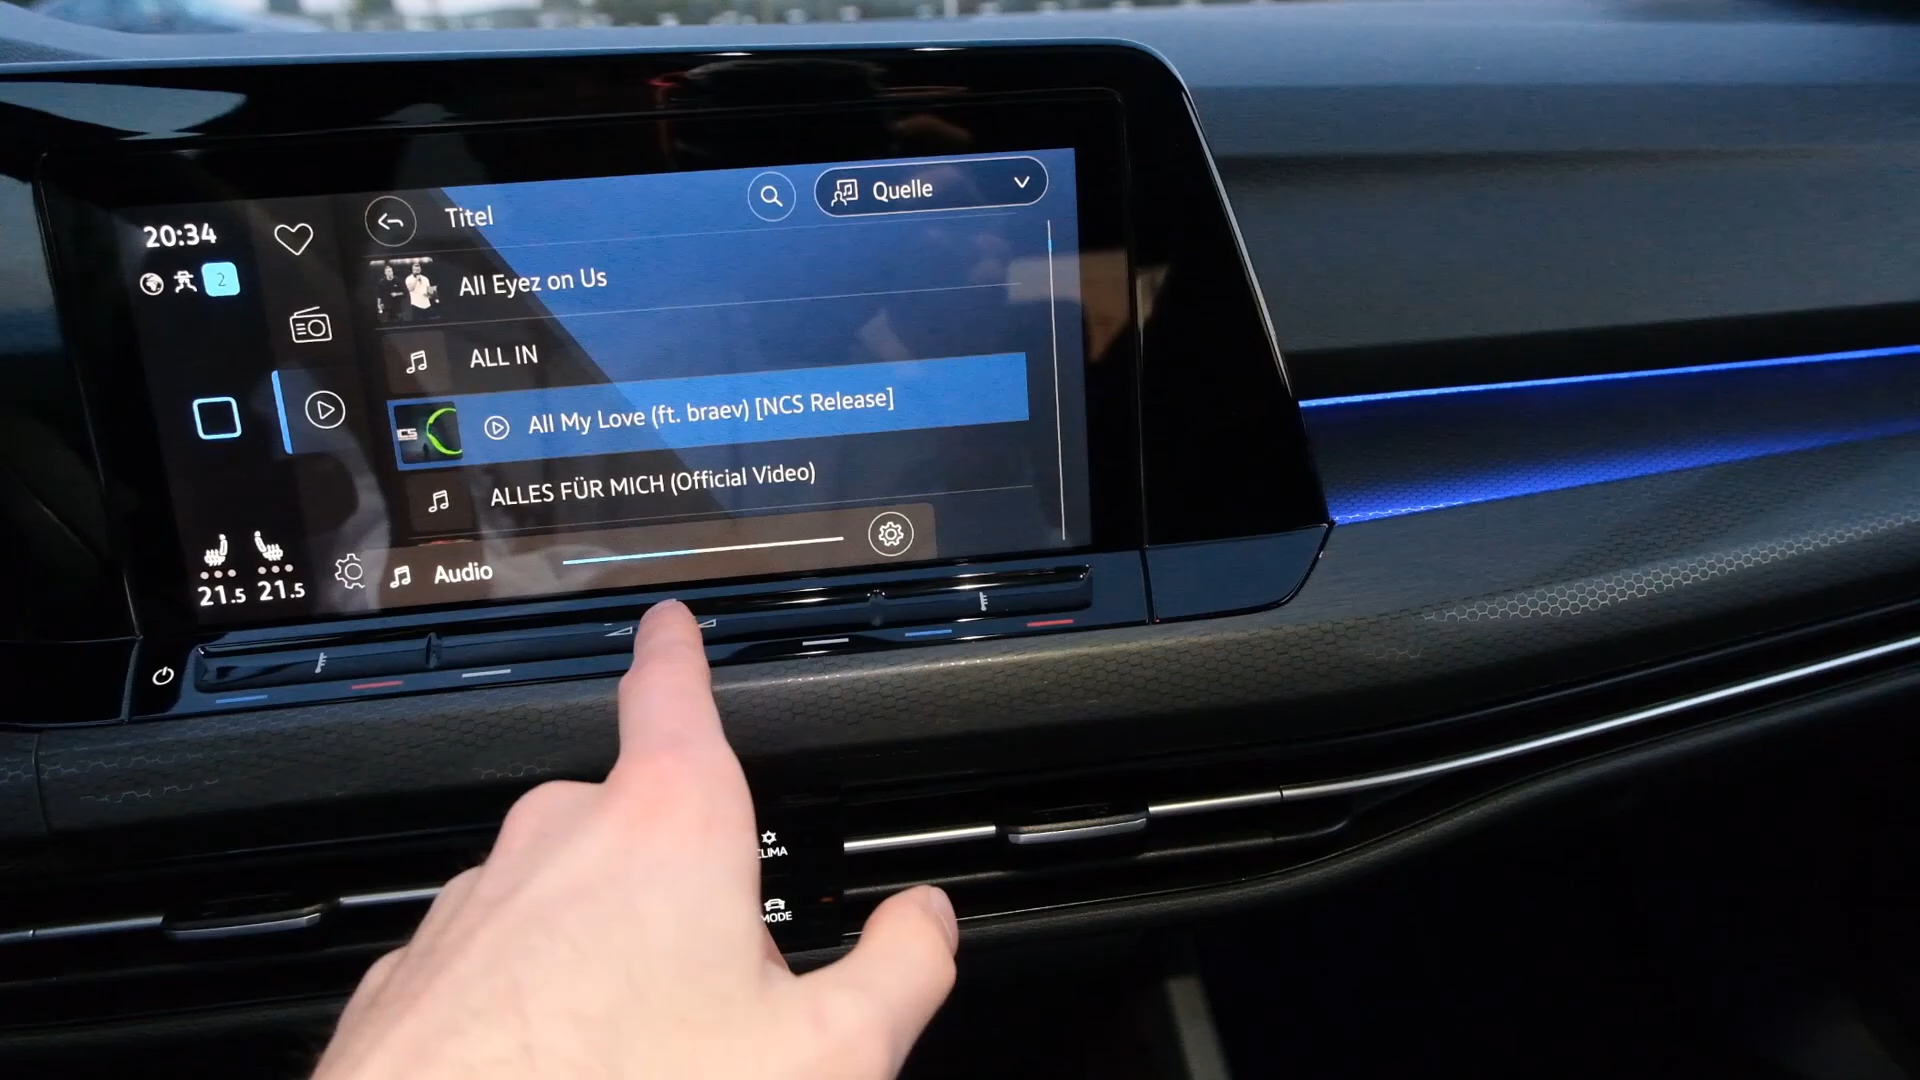 20:34
2
Titel
Quelle
All Eyez on Us
ALL IN
All My Love (ft. braev) [NCS Release]
ALLES FÜR MICH (Official Video)
Audio
21.5
21.5
CLIMA
MODE